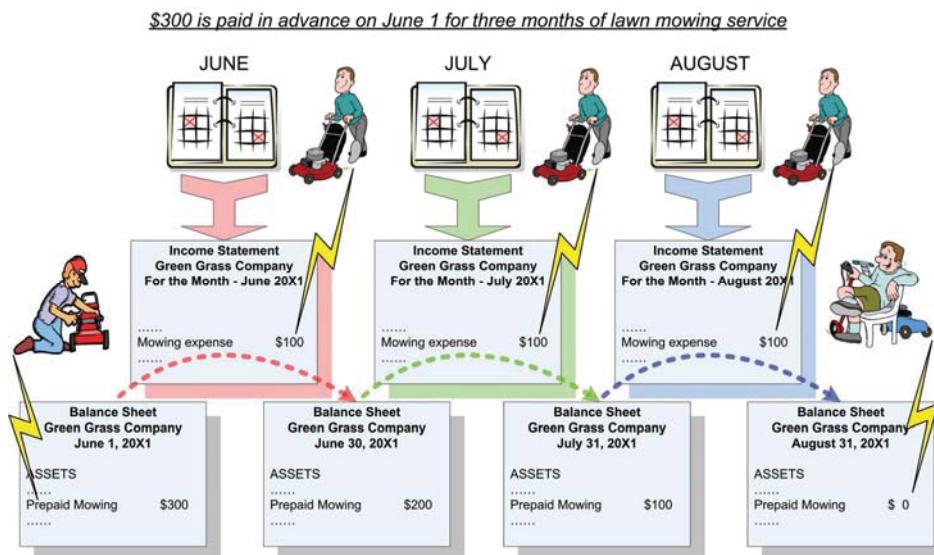 $300 is paid in advance on June 1 for three months of lawn mowing service
JUNE
JULY
AUGUST
Income Statement
Green Grass Company
For the Month - June 20X1
......
Mowing expense $100
......
Income Statement
Green Grass Company
For the Month - July 20X1
......
Mowing expense $100
......
Income Statement
Green Grass Company
For the Month - August 20X1
......
Mowing expense $100
......
Balance Sheet
Green Grass Company
June 1, 20X1
ASSETS
......
Prepaid Mowing $300
......
Balance Sheet
Green Grass Company
June 30, 20X1
ASSETS
......
Prepaid Mowing $200
......
Balance Sheet
Green Grass Company
July 31, 20X1
ASSETS
......
Prepaid Mowing $100
......
Balance Sheet
Green Grass Company
August 31, 20X1
ASSETS
......
Prepaid Mowing $ 0
......